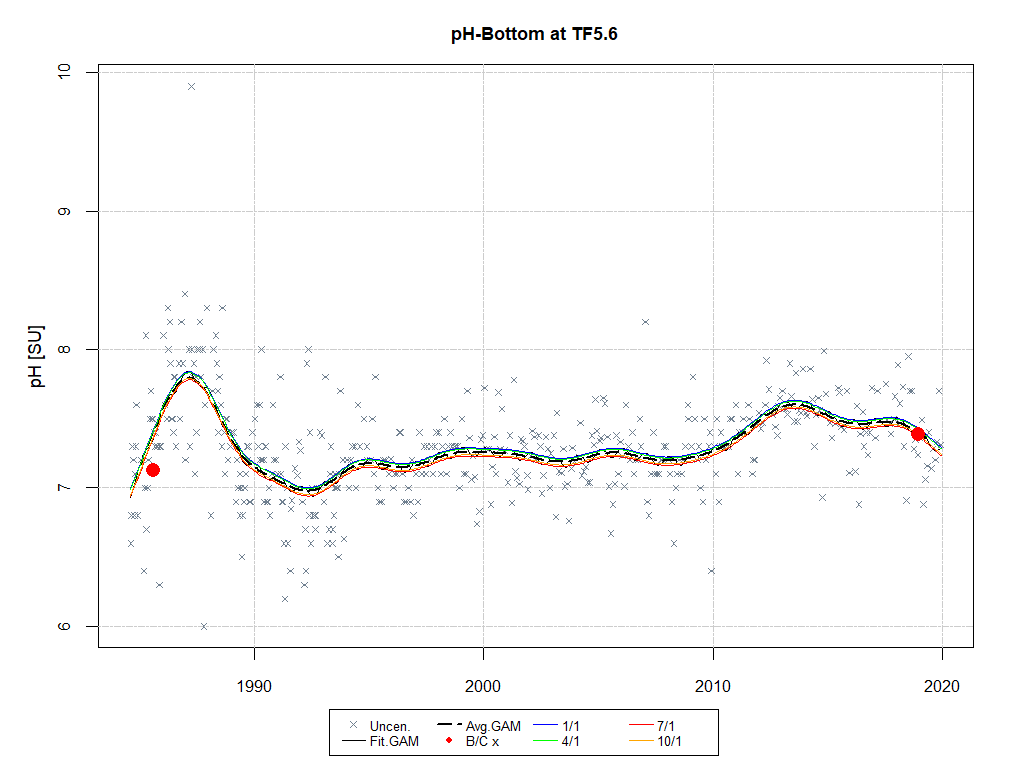 pH-Bottom at TF5.6
pH [SU]
10
9
8
7
6
1990 2000 2010 2020
Uncen. Avg.GAM 1/1 7/1
Fit.GAM B/C x 4/1 10/1